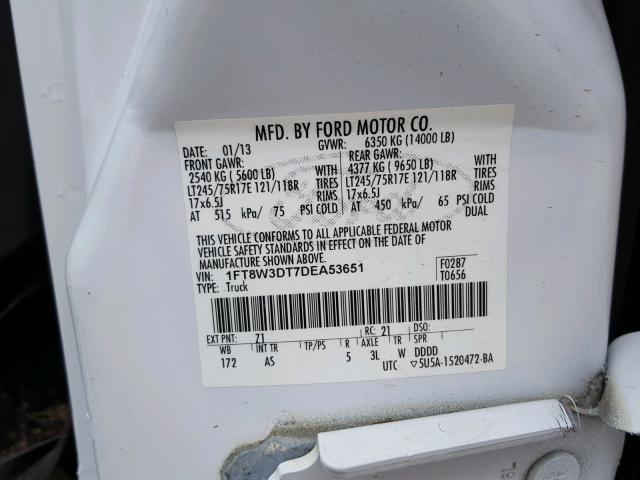 MFD. BY FORD MOTOR CO.
DATE: 01/13 GVWR: 6350 KG (14000 LB)
FRONT GAWR: REAR GAWR:
2540 KG ( 5600 LB) WITH 4377 KG ( 9650 LB) WITH
LT245/75R17E 121/118R TIRES LT245/75R17E 121/118R TIRES
17x6.5J RIMS 17x6.5J RIMS
AT 515 kPa/ 75 PSI COLD AT 450 kPa/ 65 PSI COLD
DUAL
THIS VEHICLE CONFORMS TO ALL APPLICABLE FEDERAL MOTOR
VEHICLE SAFETY STANDARDS IN EFFECT ON THE DATE OF
MANUFACTURE SHOWN ABOVE.
VIN: 1FT8W3DT7DEA53651 F0287
TYPE: Truck T0656
EXT PNT: Z1 RC: 21 DSO:
WB INT TR TP/PS R AXLE TR SPR
172 AS 5 3L W DDDD
UTC ▽5U5A-1520472-BA